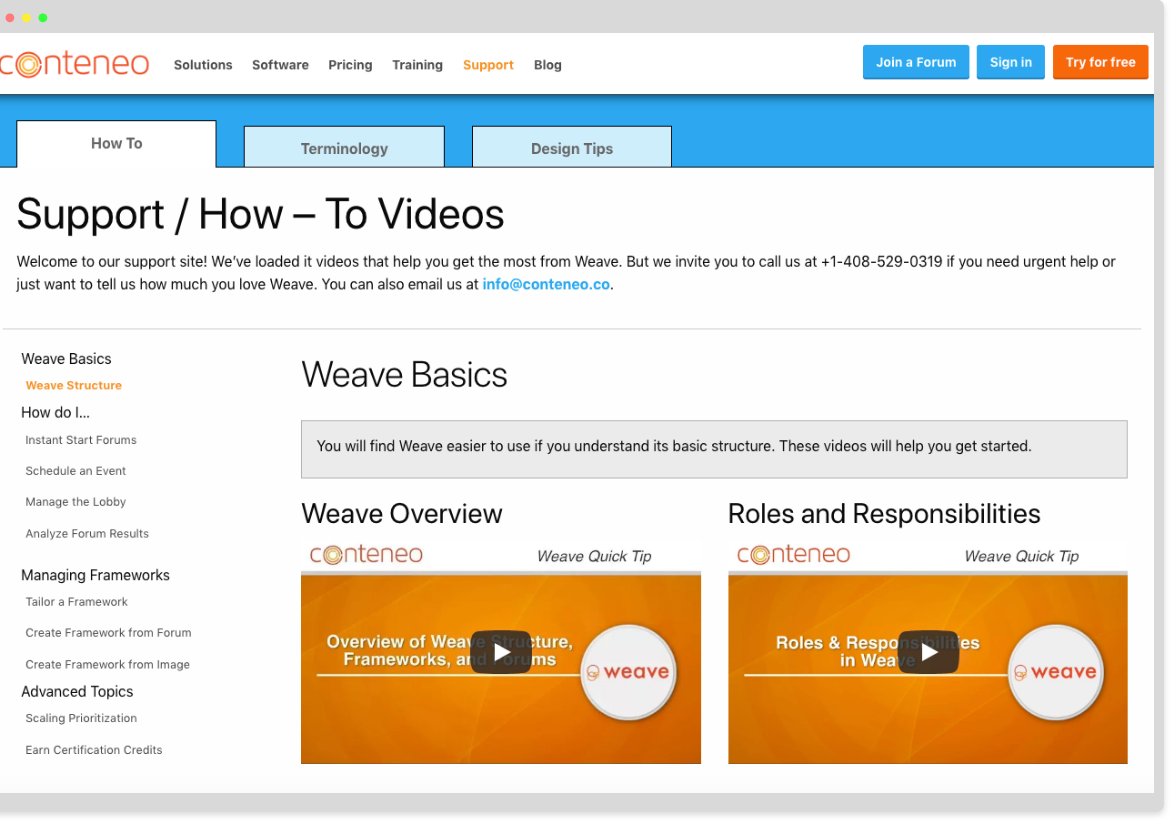 conteneo
Solutions Software Pricing Training Support Blog
Join a Forum Sign in Try for free
How To Terminology Design Tips
Support / How – To Videos
Welcome to our support site! We've loaded it videos that help you get the most from Weave. But we invite you to call us at +1-408-529-0319 if you need urgent help or
just want to tell us how much you love Weave. You can also email us at info@conteneo.co.
Weave Basics
Weave Structure
How do I...
Instant Start Forums
Schedule an Event
Manage the Lobby
Analyze Forum Results
Managing Frameworks
Tailor a Framework
Create Framework from Forum
Create Framework from Image
Advanced Topics
Scaling Prioritization
Earn Certification Credits
Weave Basics
You will find Weave easier to use if you understand its basic structure. These videos will help you get started.
Weave Overview
conteneo Weave Quick Tip
Overview of Weave Structure,
Frameworks, and Forums
weave
Roles and Responsibilities
conteneo Weave Quick Tip
Roles & Responsibilities
in Weave
weave